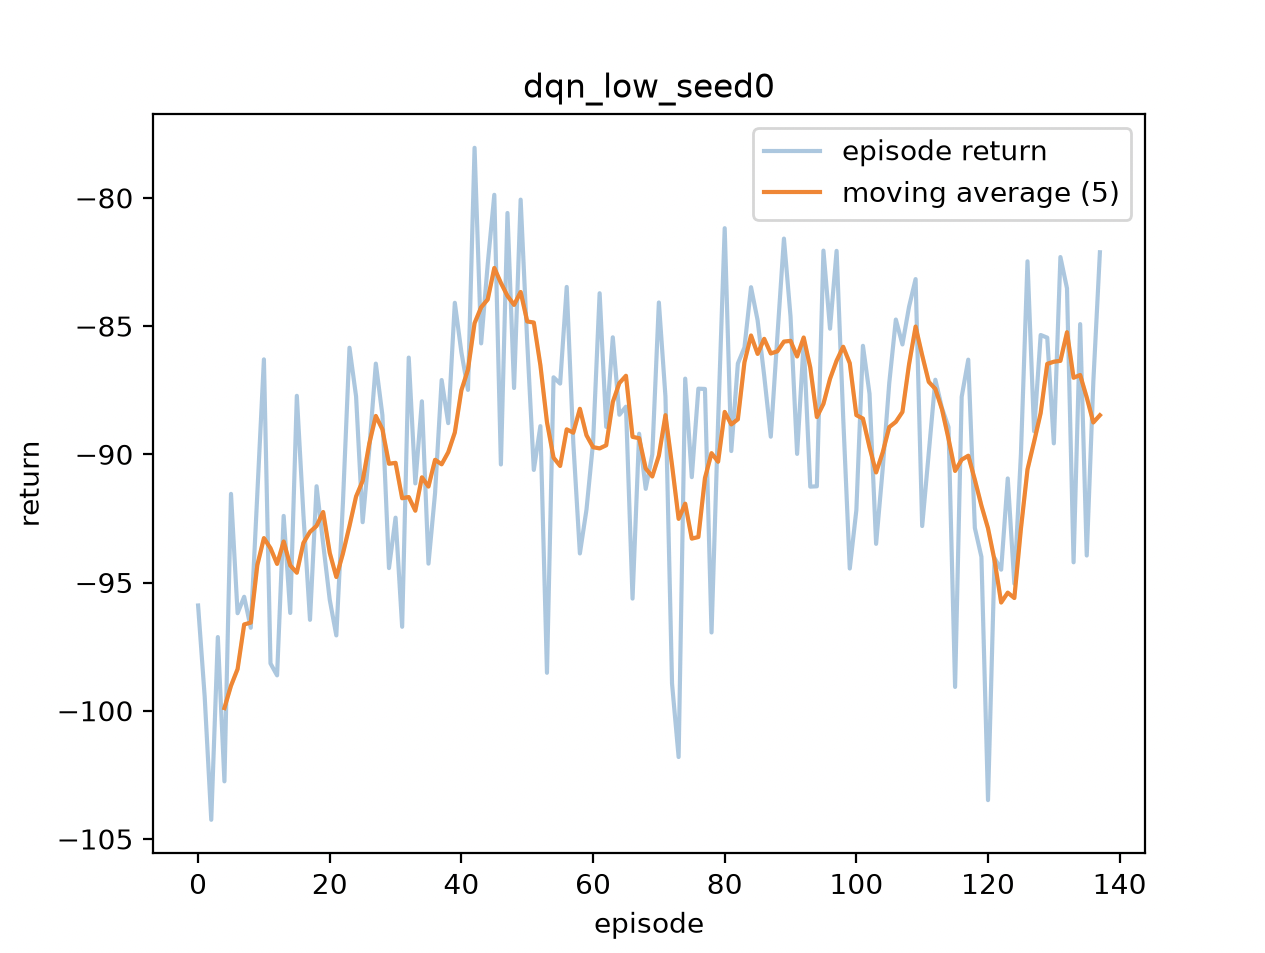 dqn_low_seed0
episode return
moving average (5)
−80
−85
−90
−95
−100
−105
return
0 20 40 60 80 100 120 140
episode